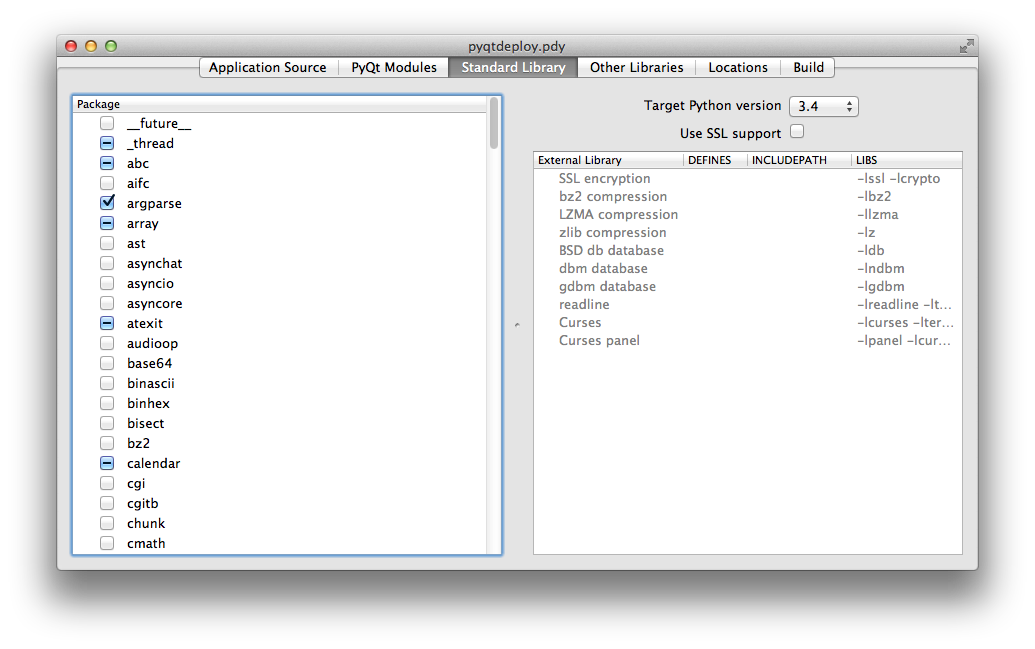 pyqtdeploy.pdy
Application Source PyQt Modules Standard Library Other Libraries Locations Build
Package
__future__
_thread
abc
aifc
argparse
array
ast
asynchat
asyncio
asyncore
atexit
audioop
base64
binascii
binhex
bisect
bz2
calendar
cgi
cgitb
chunk
cmath
Target Python version 3.4
Use SSL support
External Library DEFINES INCLUDEPATH LIBS
SSL encryption -lssl -lcrypto
bz2 compression -lbz2
LZMA compression -llzma
zlib compression -lz
BSD db database -ldb
dbm database -lndbm
gdbm database -lgdbm
readline -lreadline -lt...
Curses -lcurses -lter...
Curses panel -lpanel -lcur...